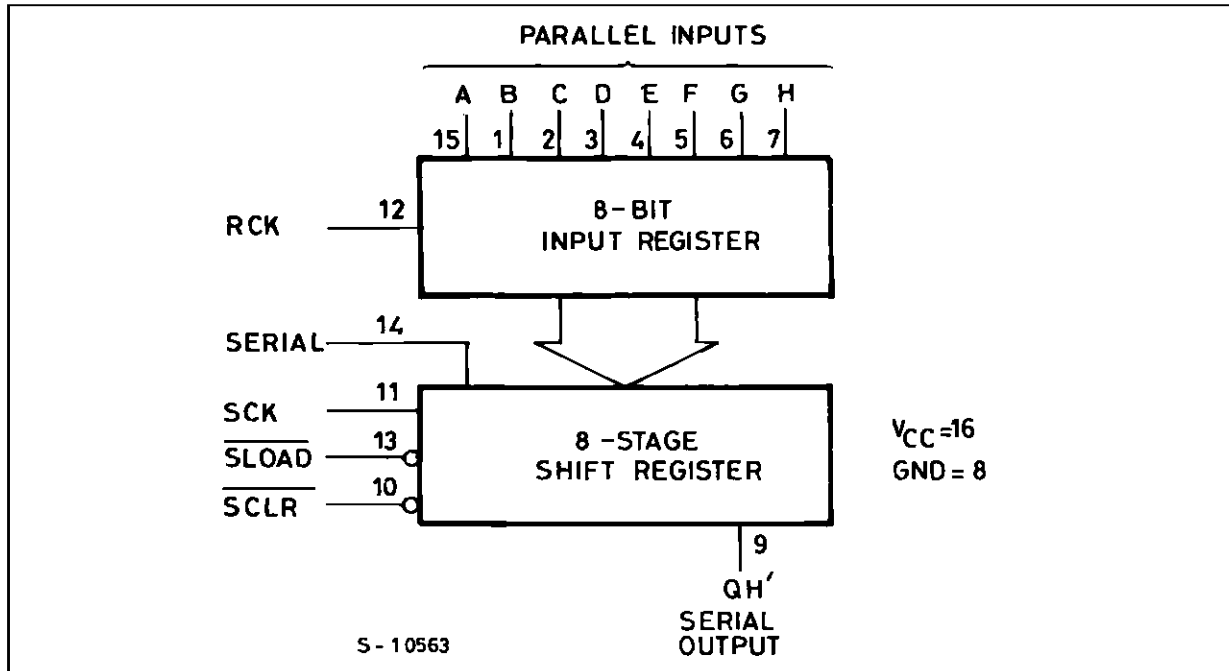 PARALLEL INPUTS
A B C D E F G H
15 1 2 3 4 5 6 7
RCK 12
8-BIT
INPUT REGISTER
SERIAL 14
SCK 11
SLOAD 13
SCLR 10
8-STAGE
SHIFT REGISTER
VCC=16
GND=8
9
QH′
SERIAL
OUTPUT
S-10563